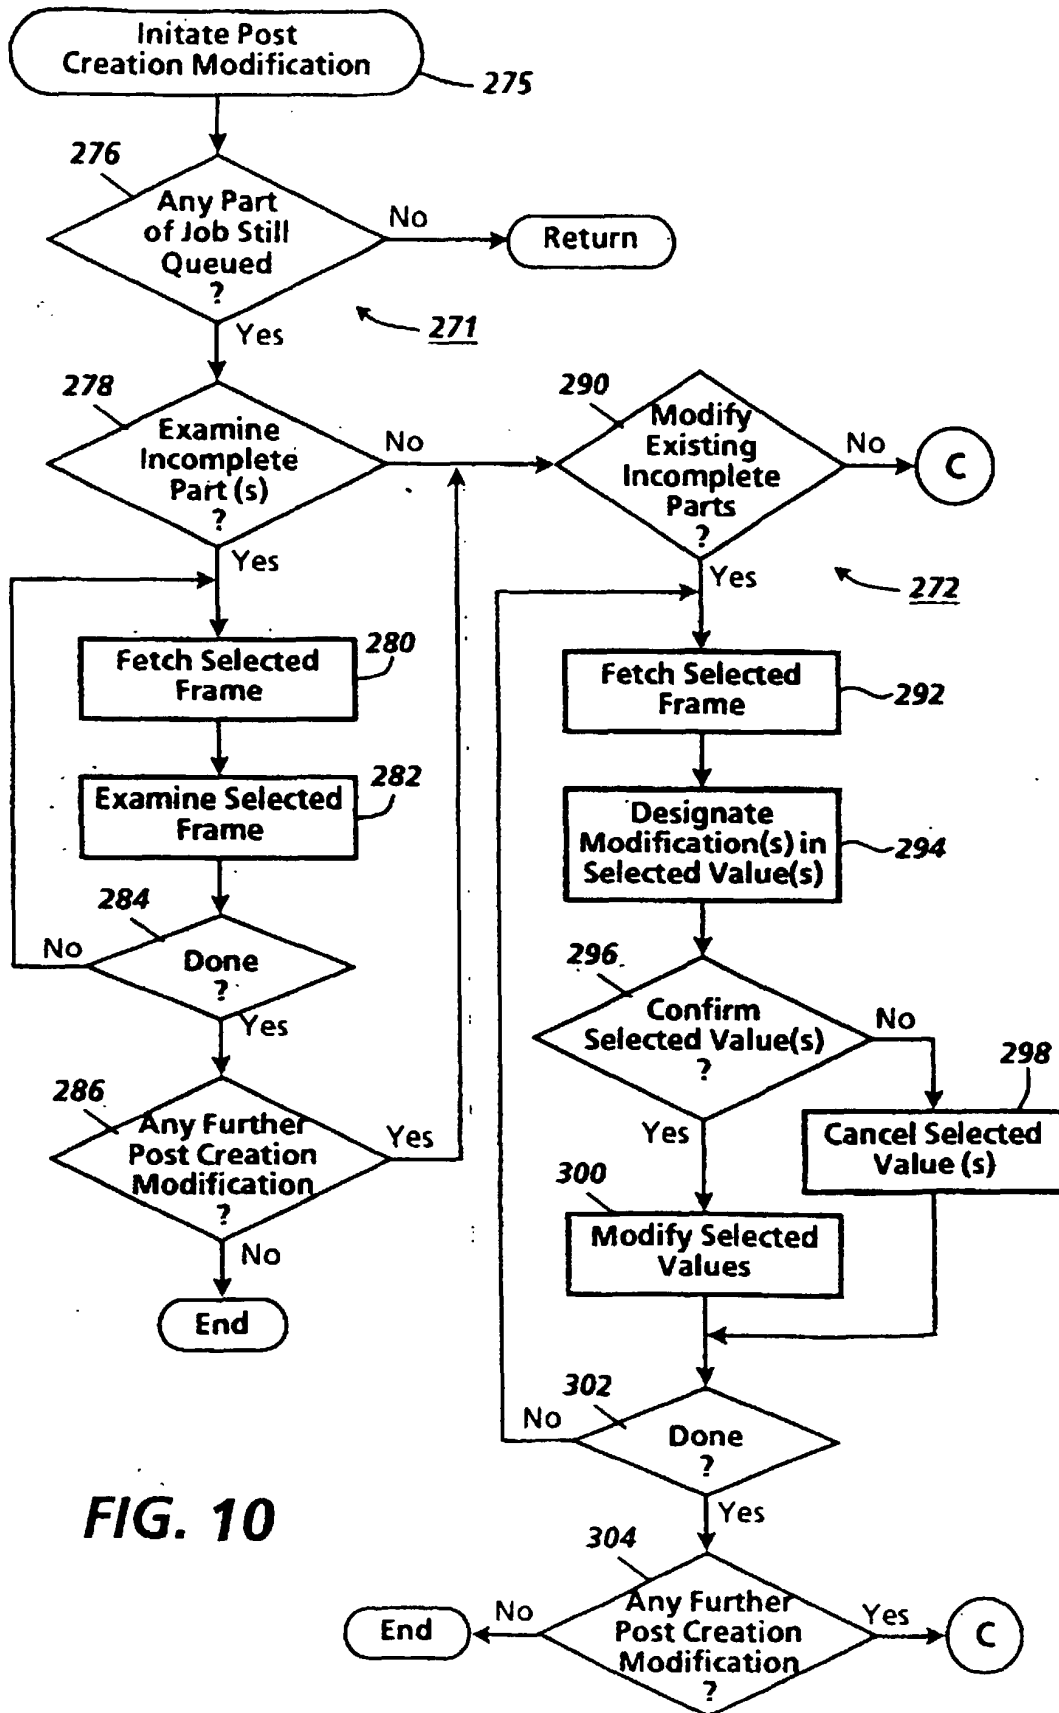 Initate Post
Creation Modification
275
276
Any Part
of Job Still
Queued
?
No
Return
Yes
271
278
Examine
Incomplete
Part (s)
?
No
Yes
290
Modify
Existing
Incomplete
Parts
?
No
C
Yes
272
Fetch Selected
Frame
280
Examine Selected
Frame
282
284
Done
?
No
Yes
286
Any Further
Post Creation
Modification
?
Yes
No
End
Fetch Selected
Frame
292
Designate
Modification(s) in
Selected Value(s)
294
296
Confirm
Selected Value(s)
?
No
298
Cancel Selected
Value (s)
Yes
300
Modify Selected
Values
302
Done
?
No
Yes
304
Any Further
Post Creation
Modification
?
No
End
Yes
C
FIG. 10